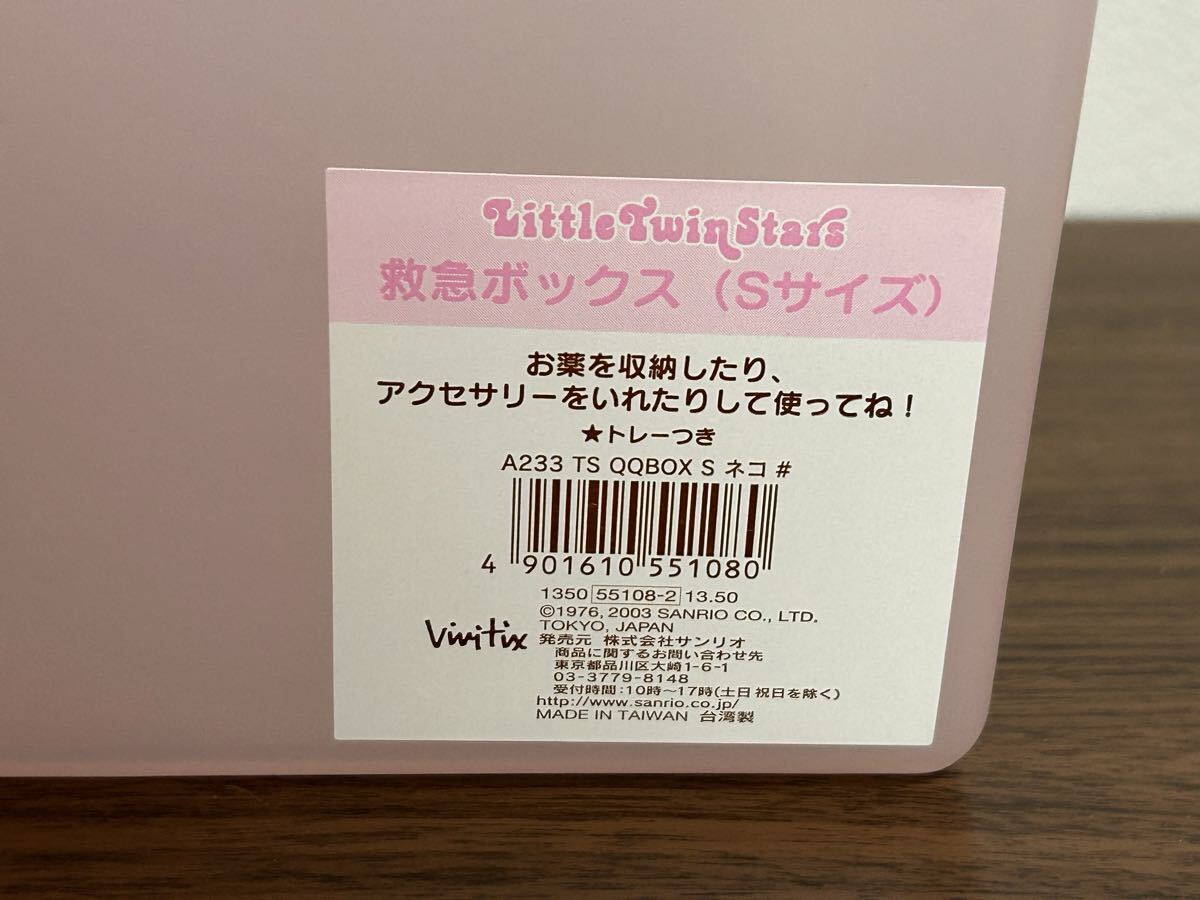 Little Twin Stars
救急ボックス（Sサイズ）
お薬を収納したり、
アクセサリーをいれたりして使ってね！
★トレーつき
A233 TS QQBOX S ネコ #
4 901610 551080
1350 55108-2 13.50
©1976, 2003 SANRIO CO., LTD.
TOKYO, JAPAN
Vivitix
発売元 株式会社サンリオ
商品に関するお問い合わせ先
東京都品川区大崎1-6-1
03-3779-8148
受付時間：10時～17時（土日 祝日を除く）
http://www.sanrio.co.jp/
MADE IN TAIWAN 台湾製